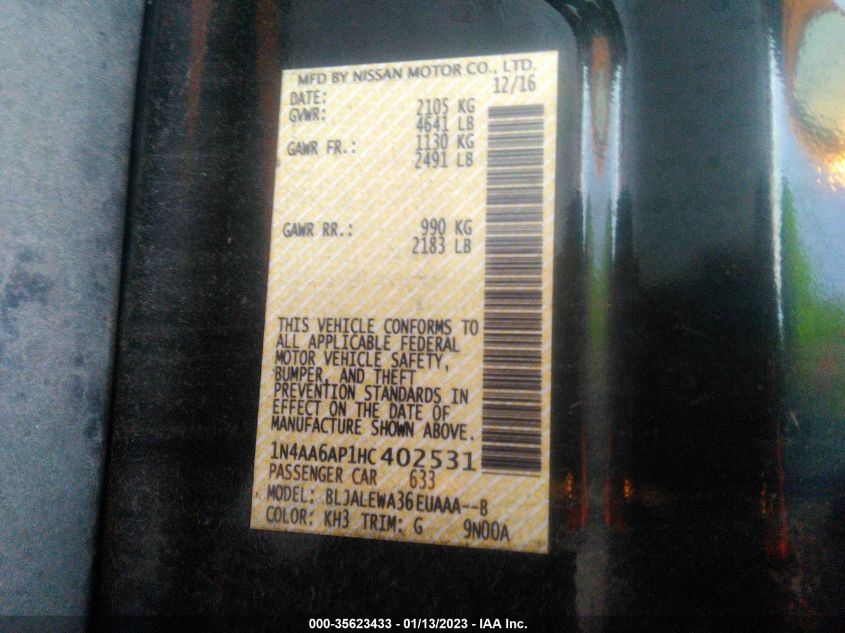 MFD BY NISSAN MOTOR CO., LTD.
DATE: 12/16
GVWR: 2105 KG
4641 LB
GAWR FR.: 1130 KG
2491 LB
GAWR RR.: 990 KG
2183 LB
THIS VEHICLE CONFORMS TO
ALL APPLICABLE FEDERAL
MOTOR VEHICLE SAFETY,
BUMPER, AND THEFT
PREVENTION STANDARDS IN
EFFECT ON THE DATE OF
MANUFACTURE SHOWN ABOVE.
1N4AA6AP1HC402531
PASSENGER CAR 633
MODEL: BLJALEWA36EUAAA--B
COLOR: KH3 TRIM: G 9N00A
000-35623433 - 01/13/2023 - IAA Inc.